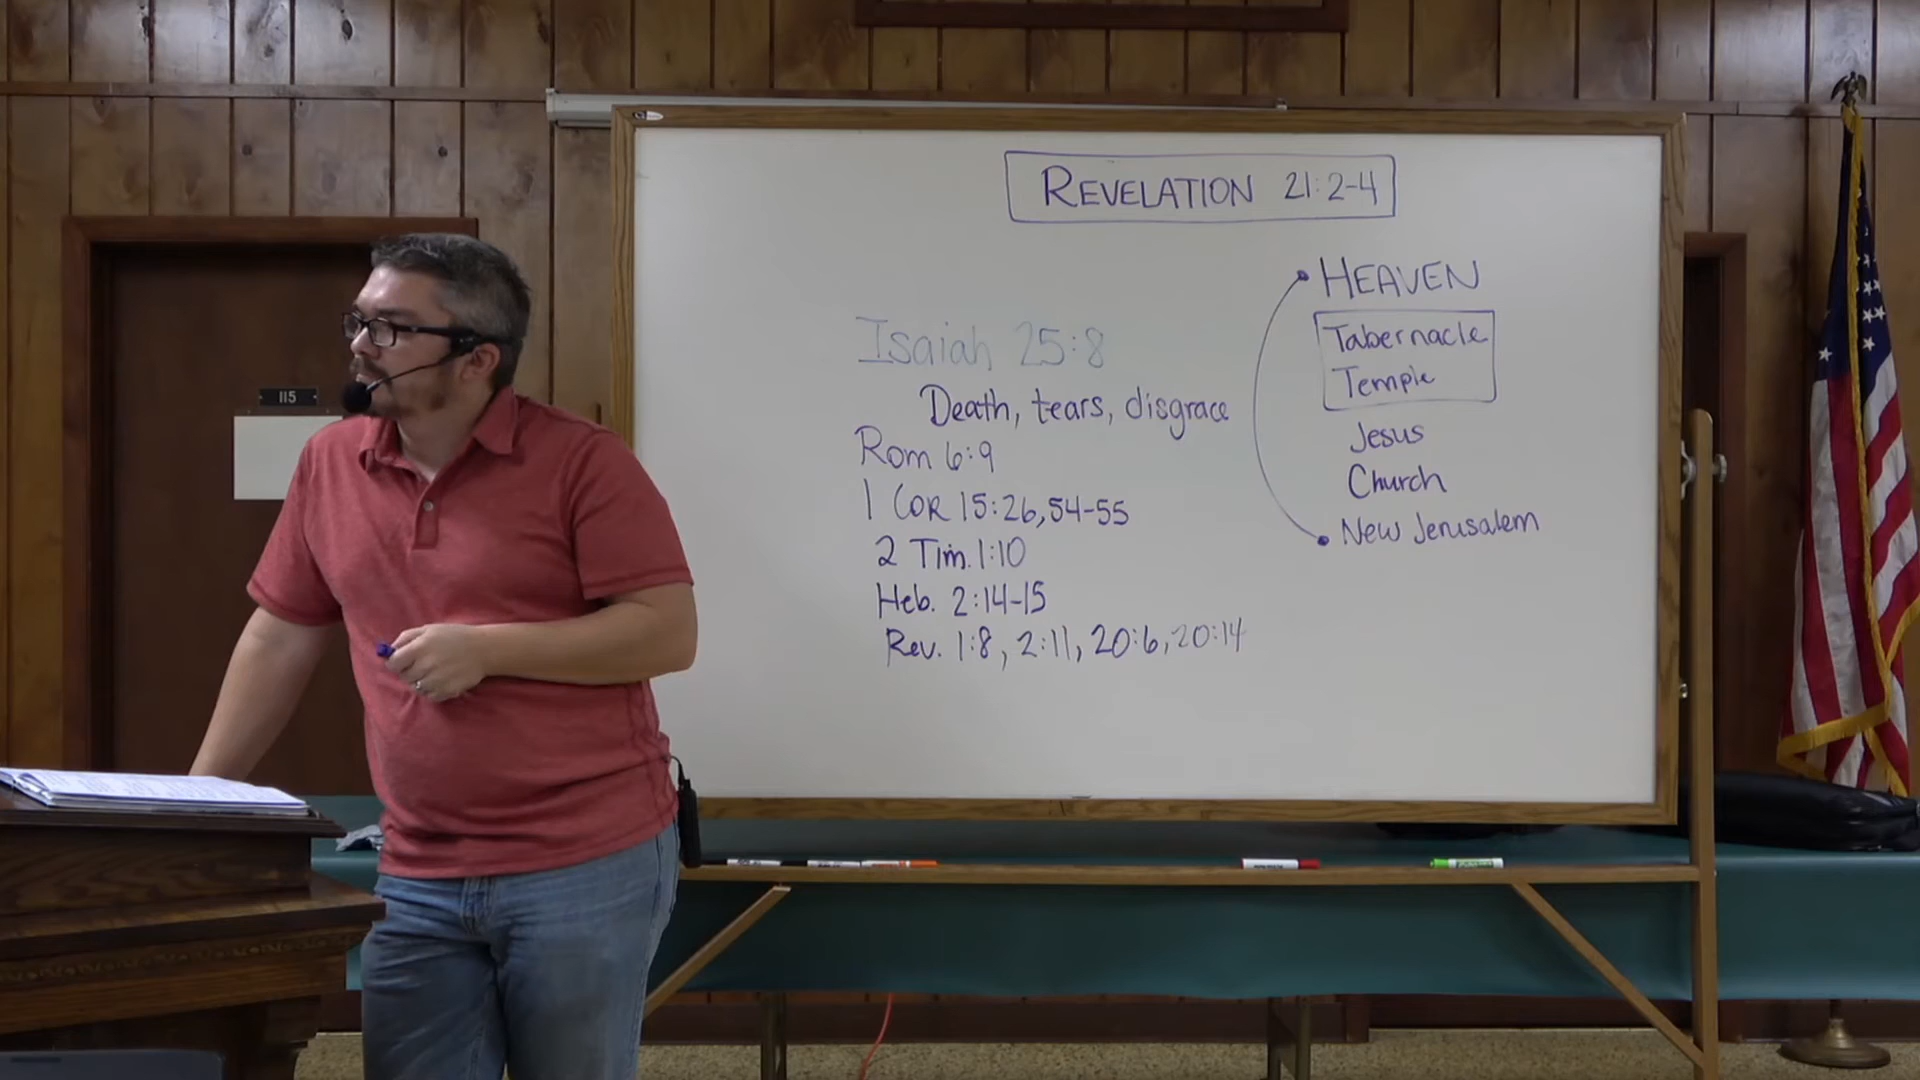 REVELATION 21:2-4
Isaiah 25:8
Death, tears, disgrace
Rom 6:9
1 COR 15:26,54-55
2 Tim. 1:10
Heb. 2:14-15
Rev. 1:8, 2:11, 20:6, 20:14
HEAVEN
Tabernacle
Temple
Jesus
Church
New Jerusalem
115